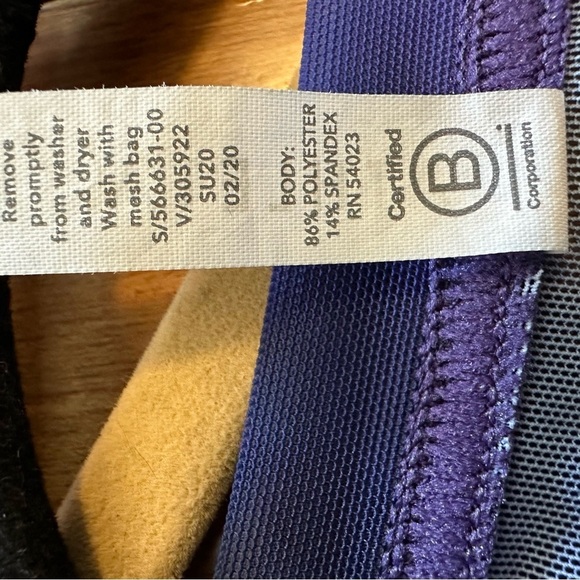 Remove
promptly
from washer
and dryer
Wash with
mesh bag
S/566631-00
V/305922
SU20
02/20
BODY:
86% POLYESTER
14% SPANDEX
RN 54023
Certified
B
Corporation